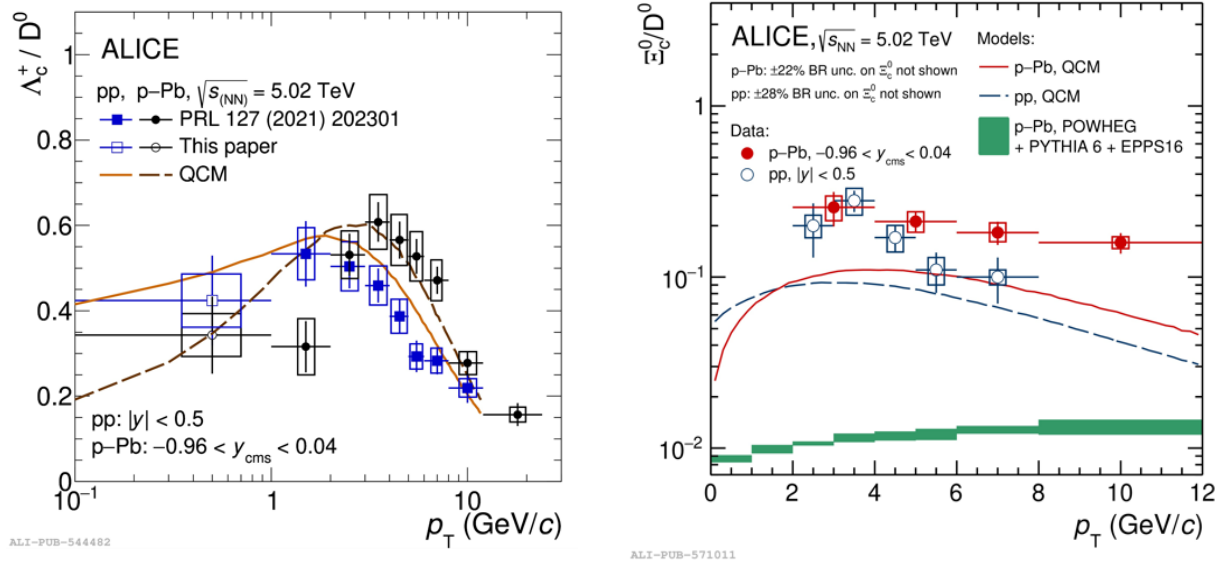 Λc+ / D0
ALICE
pp, p–Pb, √s(NN) = 5.02 TeV
PRL 127 (2021) 202301
This paper
QCM
pp: |y| < 0.5
p–Pb: −0.96 < ycms < 0.04
1
0.8
0.6
0.4
0.2
0
10−1
1
10
pT (GeV/c)
ALI-PUB-544482
Ξc0/D0
ALICE, √sNN = 5.02 TeV
p–Pb: ±22% BR unc. on Ξc0 not shown
pp: ±28% BR unc. on Ξc0 not shown
Data:
p–Pb, −0.96 < ycms < 0.04
pp, |y| < 0.5
Models:
p–Pb, QCM
pp, QCM
p–Pb, POWHEG
+ PYTHIA 6 + EPPS16
1
10−1
10−2
0
2
4
6
8
10
12
pT (GeV/c)
ALI-PUB-571011